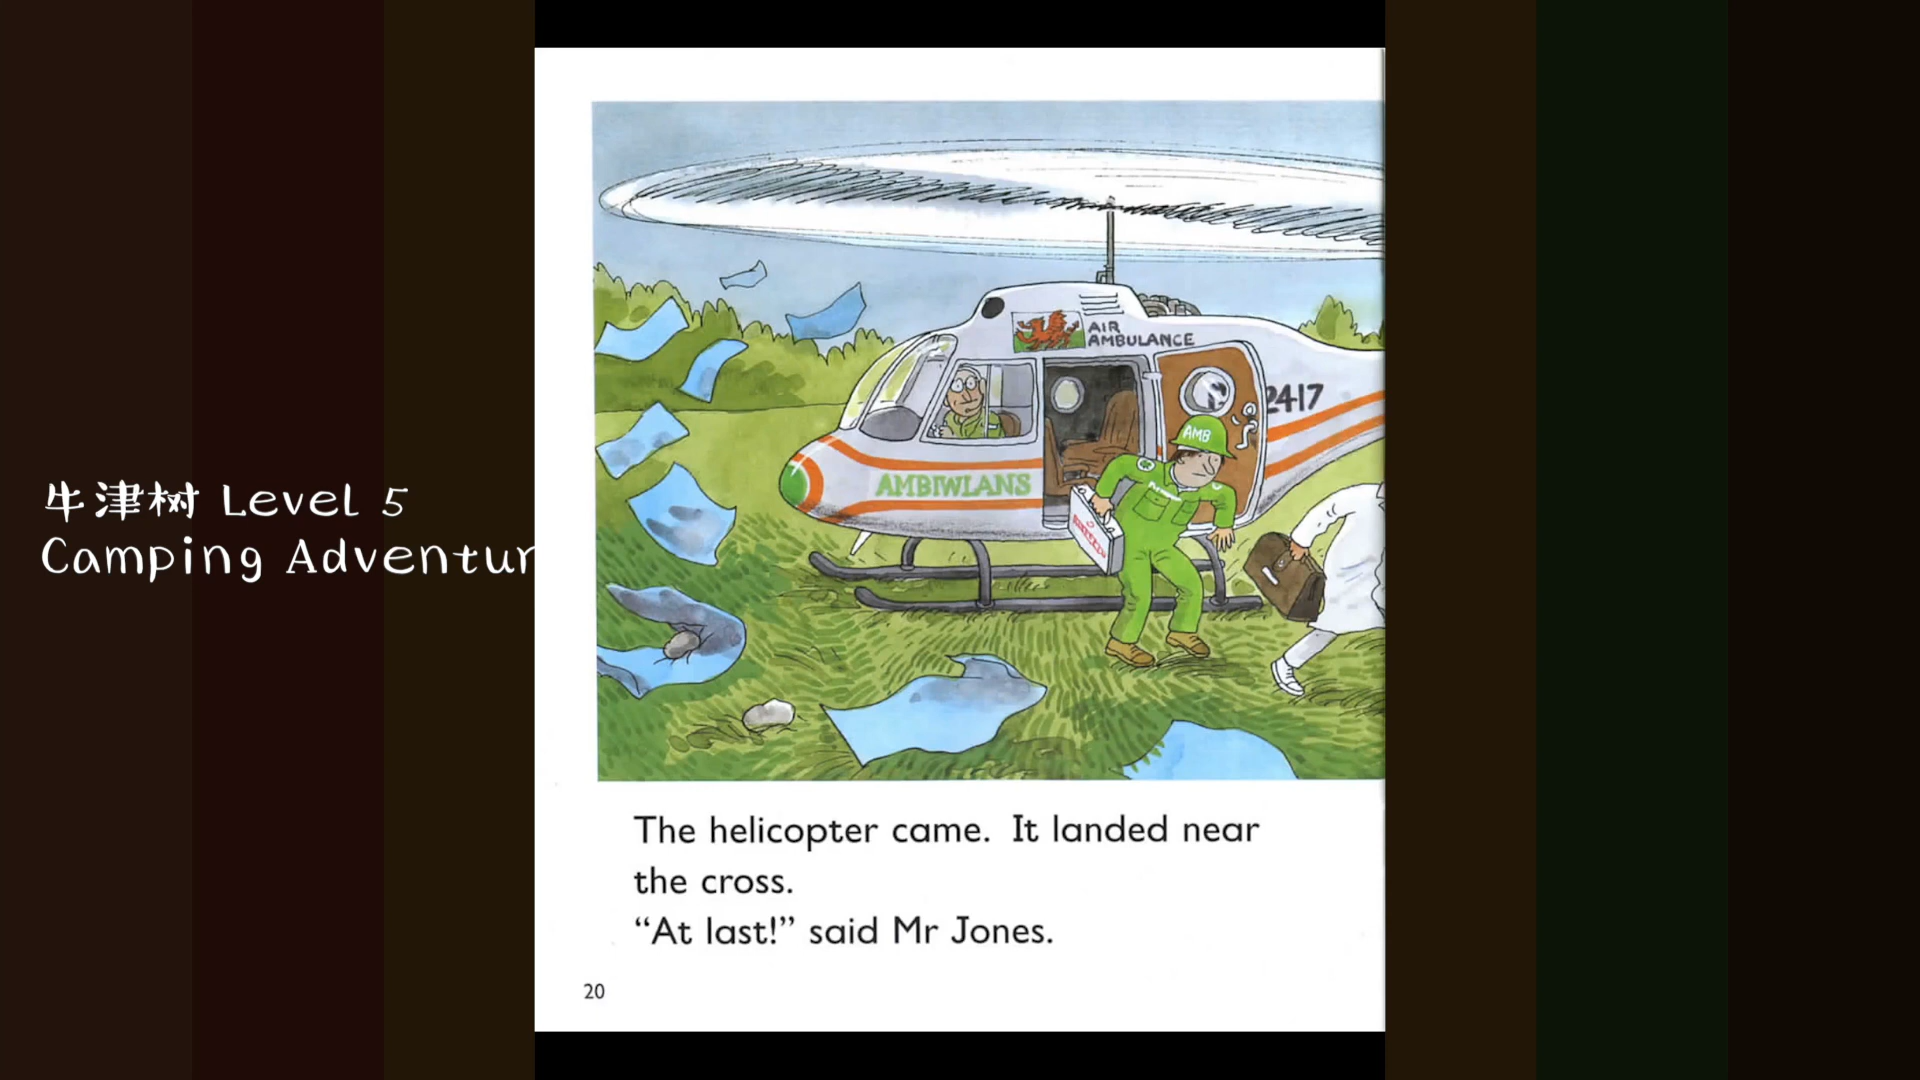 牛津树 Level 5
Camping Adventur
AIR
AMBULANCE
2417
AMB
AMBIWLANS
The helicopter came. It landed near
the cross.
“At last!” said Mr Jones.
20